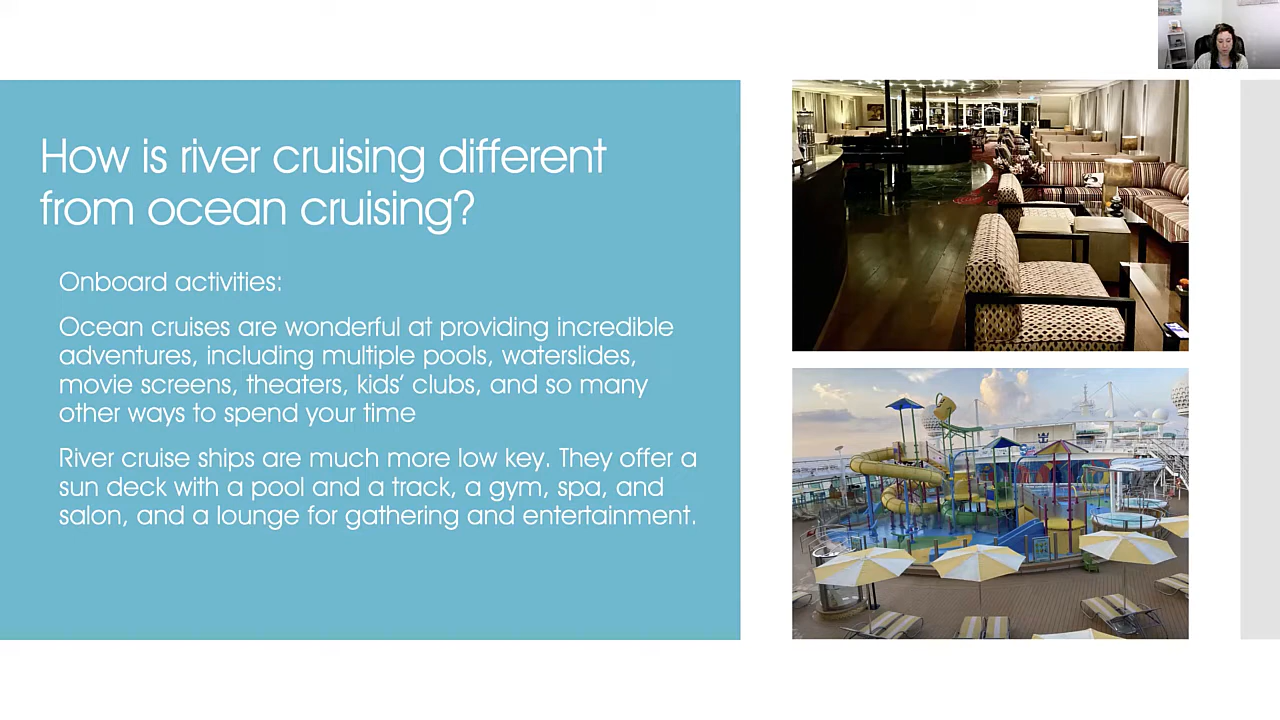 How is river cruising different
from ocean cruising?
Onboard activities:
Ocean cruises are wonderful at providing incredible
adventures, including multiple pools, waterslides,
movie screens, theaters, kids’ clubs, and so many
other ways to spend your time
River cruise ships are much more low key. They offer a
sun deck with a pool and a track, a gym, spa, and
salon, and a lounge for gathering and entertainment.